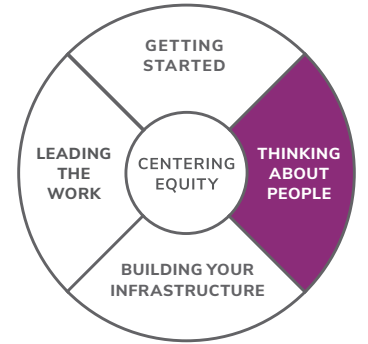 GETTING
STARTED
LEADING
THE
WORK
CENTERING
EQUITY
THINKING
ABOUT
PEOPLE
BUILDING YOUR
INFRASTRUCTURE